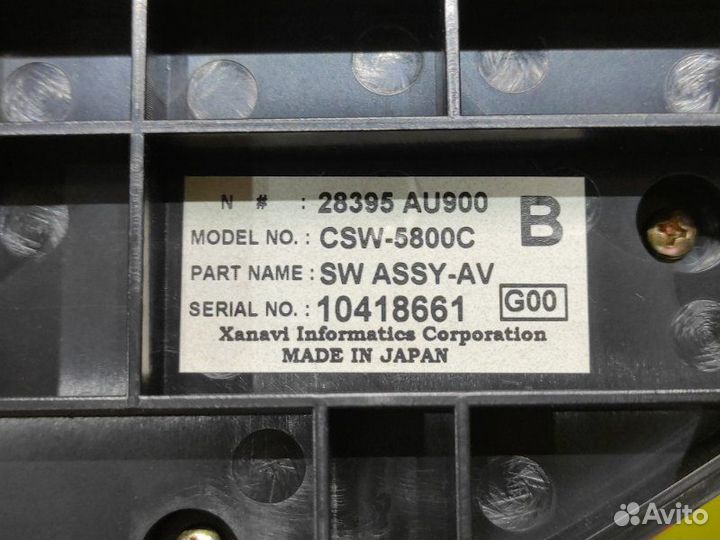 N # : 28395 AU900
B
MODEL NO. : CSW-5800C
PART NAME : SW ASSY-AV
SERIAL NO. : 10418661 G00
Xanavi Informatics Corporation
MADE IN JAPAN
Avito